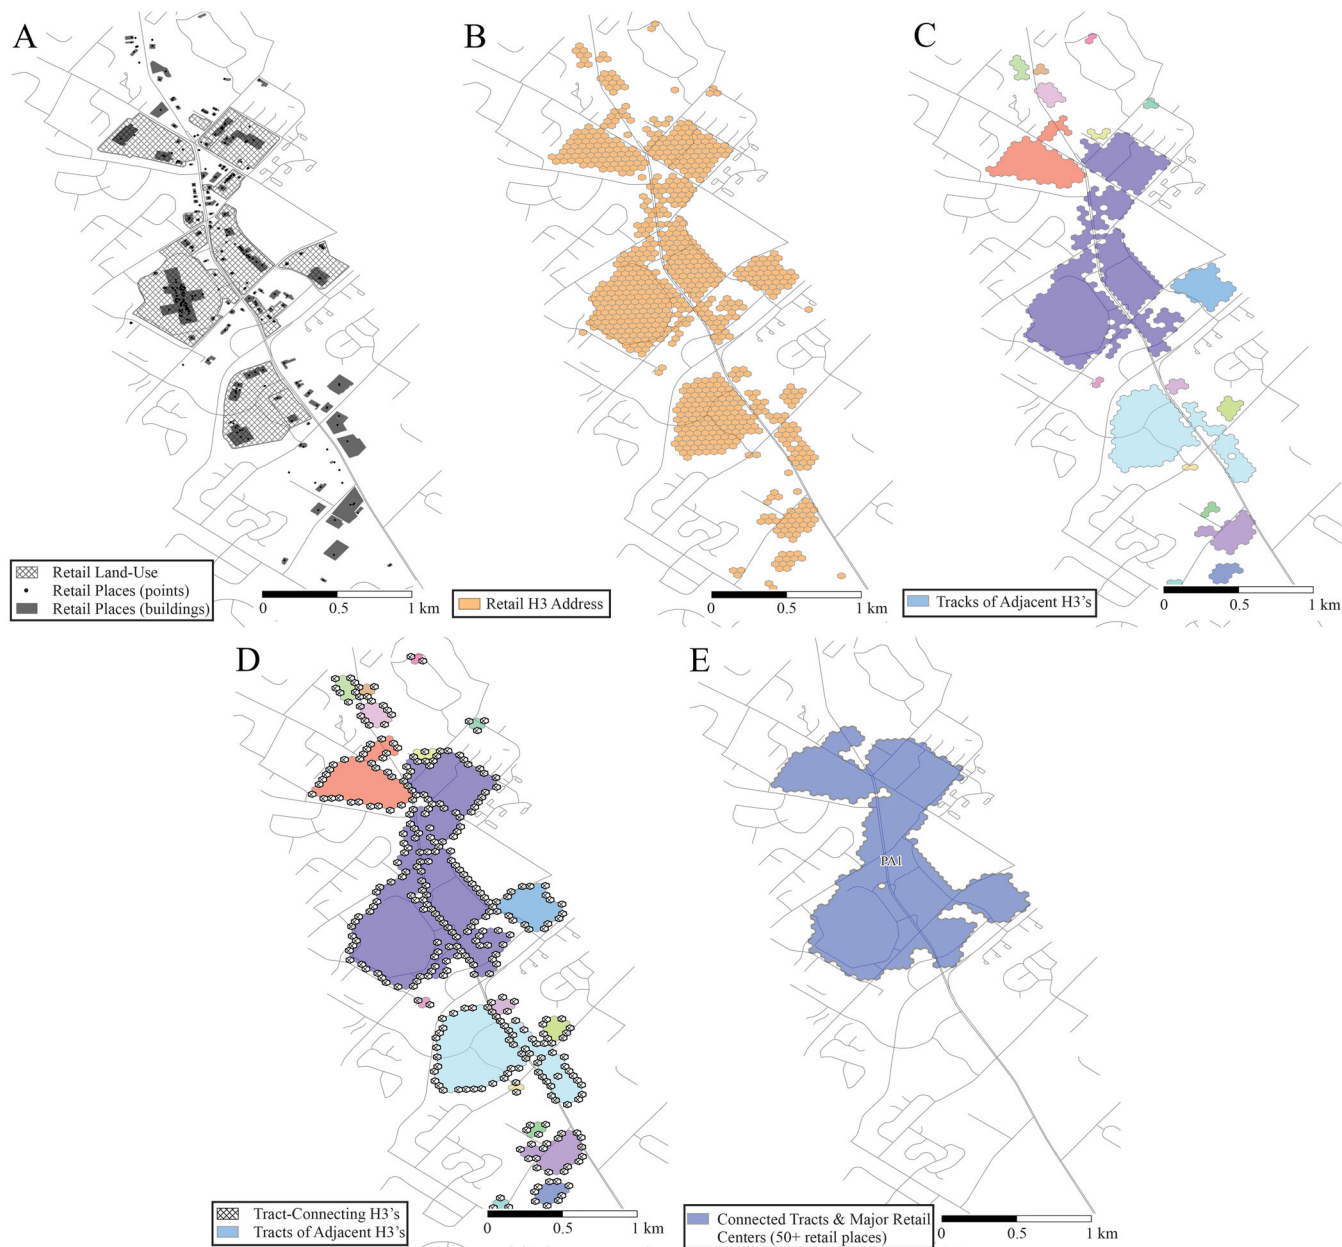 A
B
C
Retail Land-Use
Retail Places (points)
Retail Places (buildings)
0 0.5 1 km
Retail H3 Address
0 0.5 1 km
Tracks of Adjacent H3's
0 0.5 1 km
D
E
PA1
Tract-Connecting H3's
Tracts of Adjacent H3's
0 0.5 1 km
Connected Tracts & Major Retail
Centers (50+ retail places)
0 0.5 1 km